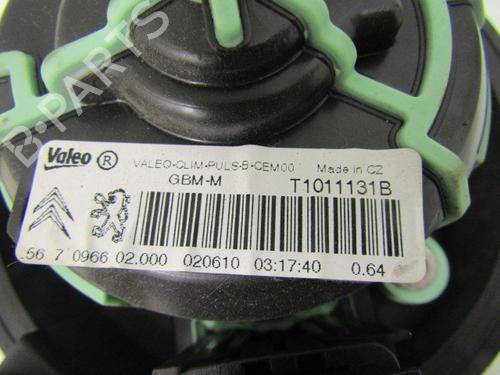 B-PARTS
Valeo ® VALEO-CLIM-PULS-B-CEM00 Made in CZ
GBM-M T1011131B
56 7 0966 02.000 020610 03:17:40 0.64